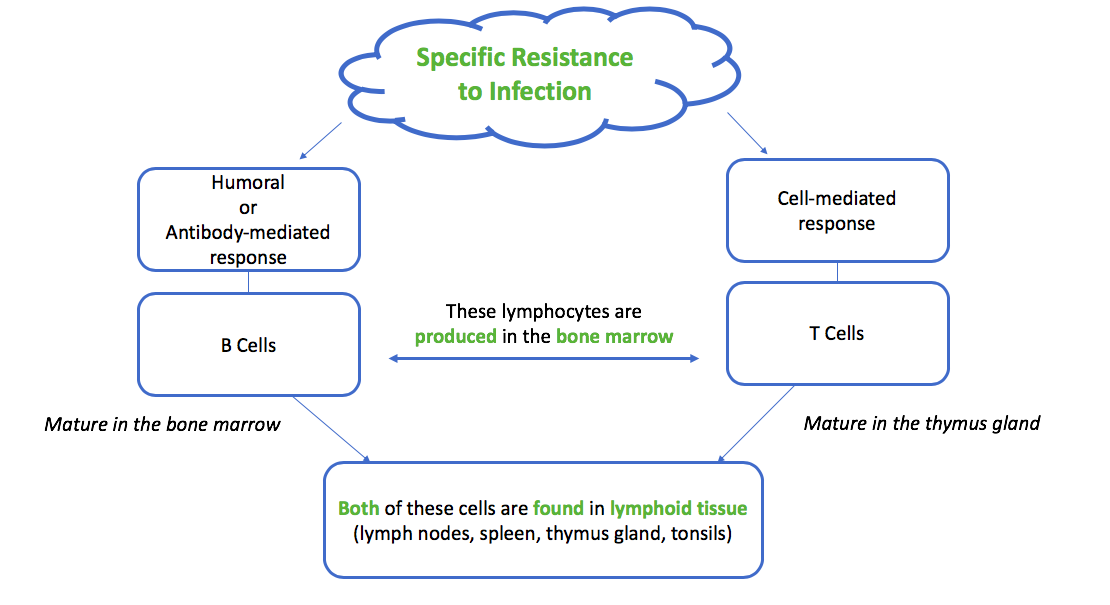 Specific Resistance
to Infection
Humoral
or
Antibody-mediated
response
Cell-mediated
response
B Cells
These lymphocytes are
produced in the bone marrow
T Cells
Mature in the bone marrow
Mature in the thymus gland
Both of these cells are found in lymphoid tissue
(lymph nodes, spleen, thymus gland, tonsils)